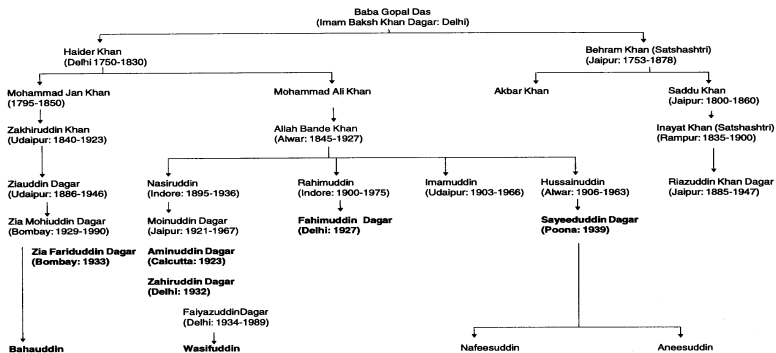 Baba Gopal Das
(Imam Baksh Khan Dagar: Delhi)
Haider Khan
(Delhi 1750-1830)
Behram Khan (Satshashtri)
(Jaipur: 1753-1878)
Mohammad Jan Khan
(1795-1850)
Mohammad Ali Khan
Akbar Khan
Saddu Khan
(Jaipur: 1800-1860)
Zakhiruddin Khan
(Udaipur: 1840-1923)
Allah Bande Khan
(Alwar: 1845-1927)
Inayat Khan (Satshashtri)
(Rampur: 1835-1900)
Ziauddin Dagar
(Udaipur: 1886-1946)
Nasiruddin
(Indore: 1895-1936)
Rahimuddin
(Indore: 1900-1975)
Imamuddin
(Udaipur: 1903-1966)
Hussainuddin
(Alwar: 1906-1963)
Riazuddin Khan Dagar
(Jaipur: 1885-1947)
Zia Mohiuddin Dagar
(Bombay: 1929-1990)
Moinuddin Dagar
(Jaipur: 1921-1967)
Fahimuddin Dagar
(Delhi: 1927)
Sayeeduddin Dagar
(Poona: 1939)
Zia Fariduddin Dagar
(Bombay: 1933)
Aminuddin Dagar
(Calcutta: 1923)
Zahiruddin Dagar
(Delhi: 1932)
FaiyazuddinDagar
(Delhi: 1934-1989)
Bahauddin
Wasifuddin
Nafeesuddin
Aneesuddin